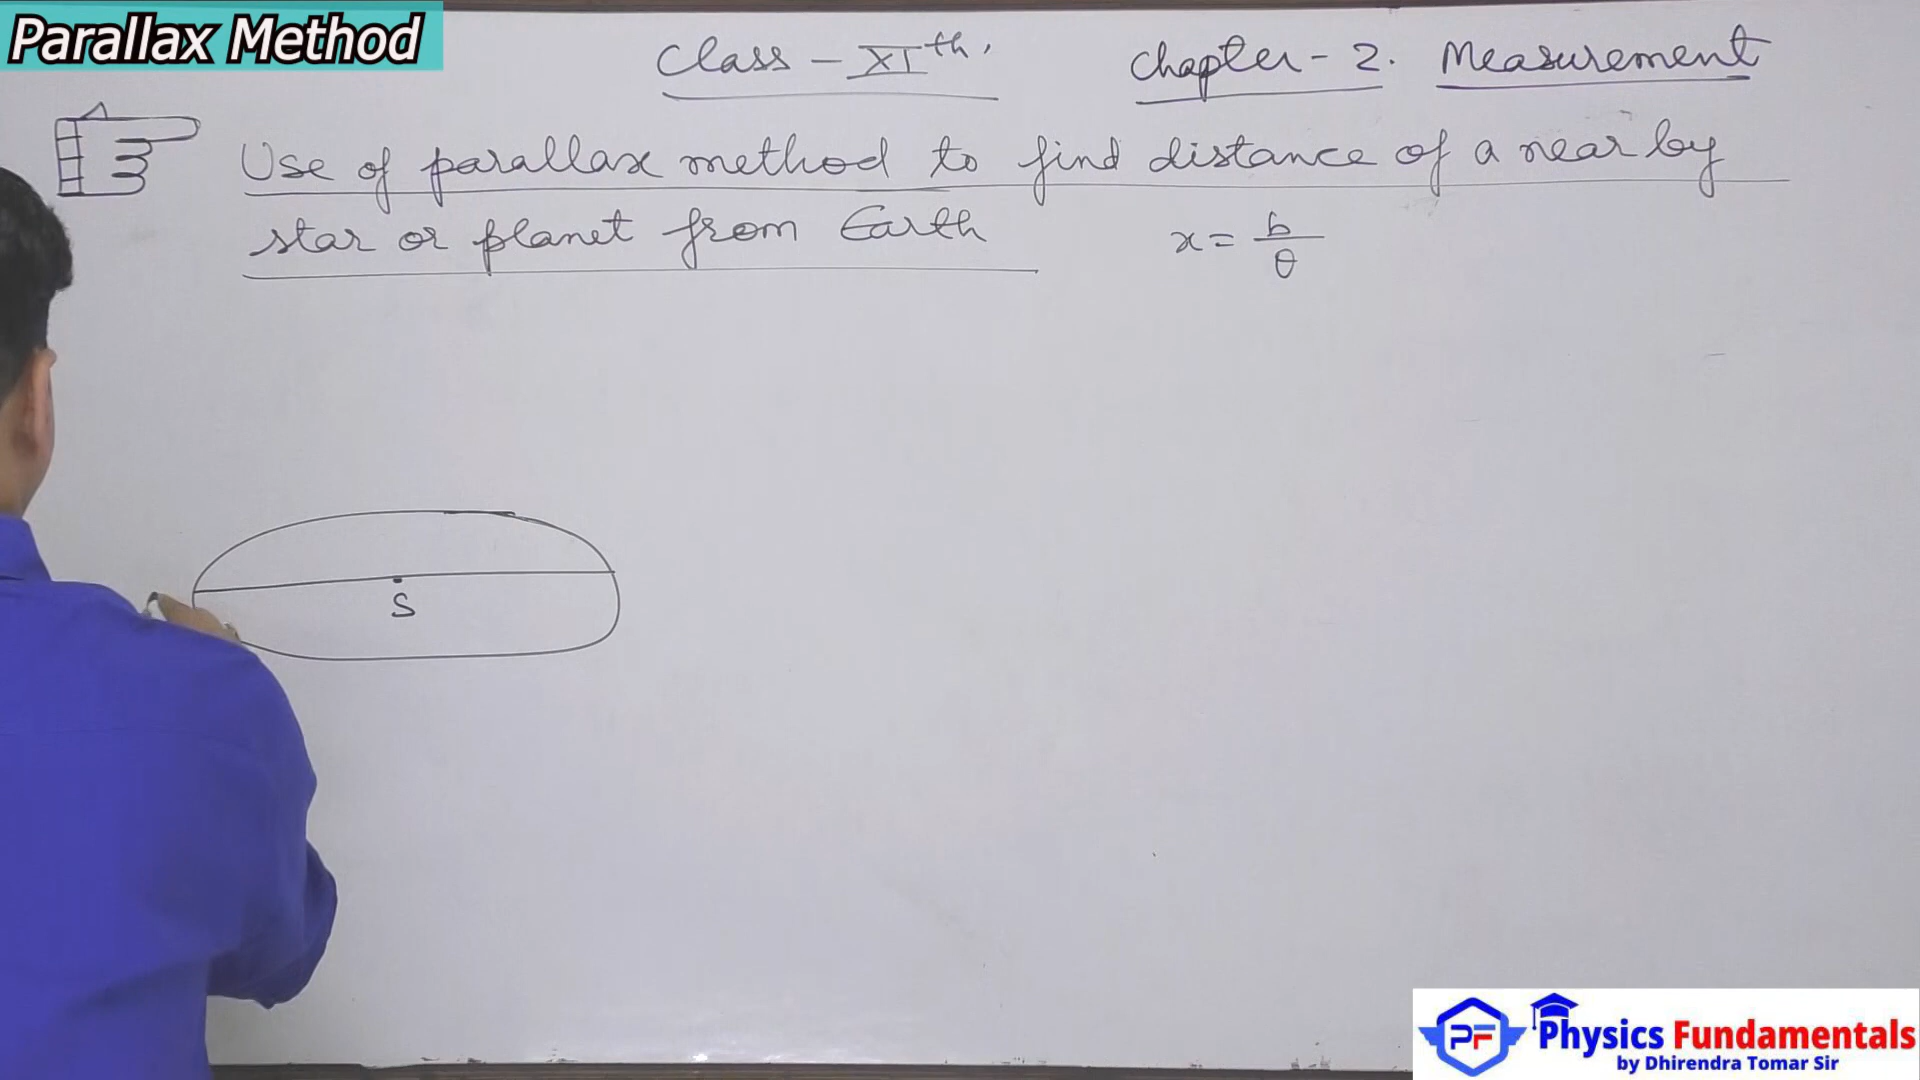 Parallax Method
Class - XIth. Chapter - 2. Measurement
Use of parallax method to find distance of a near by
star or planet from Earth x = b/θ
S
PF Physics Fundamentals
by Dhirendra Tomar Sir